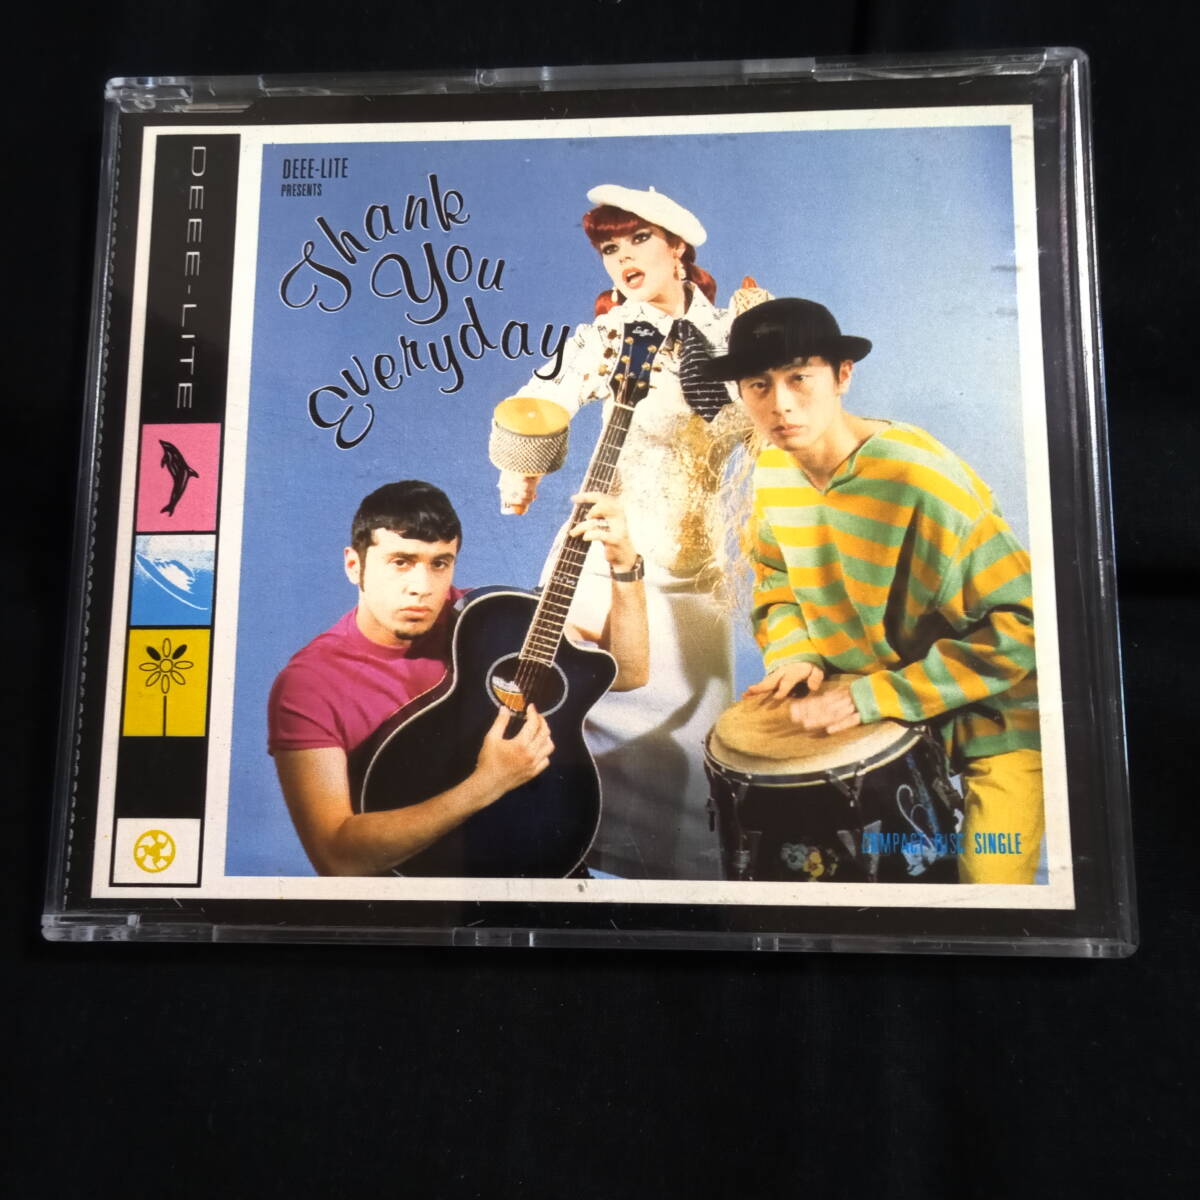 DEEE-LITE
DEEE-LITE
PRESENTS
Thank
You
Everyday
COMPACT DISC SINGLE